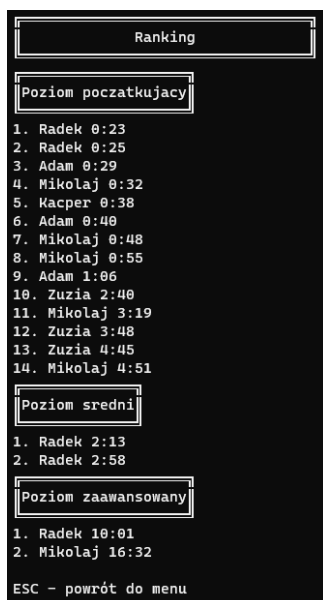 Ranking
Poziom poczatkujacy
1. Radek 0:23
2. Radek 0:25
3. Adam 0:29
4. Mikolaj 0:32
5. Kacper 0:38
6. Adam 0:40
7. Mikolaj 0:48
8. Mikolaj 0:55
9. Adam 1:06
10. Zuzia 2:40
11. Mikolaj 3:19
12. Zuzia 3:48
13. Zuzia 4:45
14. Mikolaj 4:51
Poziom sredni
1. Radek 2:13
2. Radek 2:58
Poziom zaawansowany
1. Radek 10:01
2. Mikolaj 16:32
ESC - powrót do menu